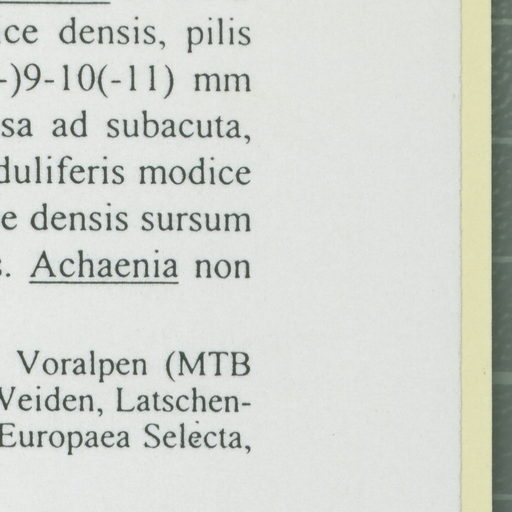 ce densis, pilis
-)9-10(-11) mm
sa ad subacuta,
duliferis modice
e densis sursum
s. Achaenia non
Voralpen (MTB
Weiden, Latschen-
Europaea Selecta,